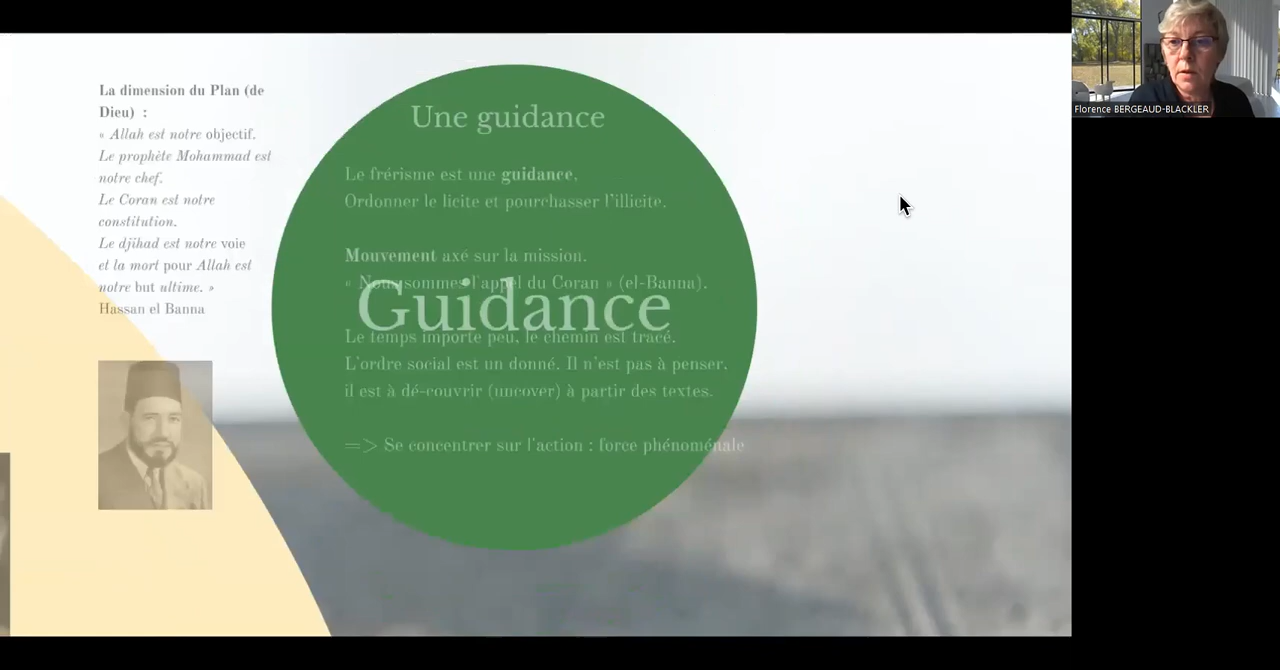 La dimension du Plan (de
Dieu) :
« Allah est notre objectif.
Le prophète Mohammad est
notre chef.
Le Coran est notre
constitution.
Le djihad est notre voie
et la mort pour Allah est
notre but ultime. »
Hassan el Banna
Une guidance
Le frérisme est une guidance.
Ordonner le licite et pourchasser l'illicite.
Mouvement axé sur la mission.
« Nous sommes l'appel du Coran » (el-Banna).
Guidance
Le temps importe peu, le chemin est tracé.
L'ordre social est un donné. Il n'est pas à penser,
il est à dé-couvrir (uncover) à partir des textes.
=> Se concentrer sur l'action : force phénoménale
Florence BERGEAUD-BLACKLER